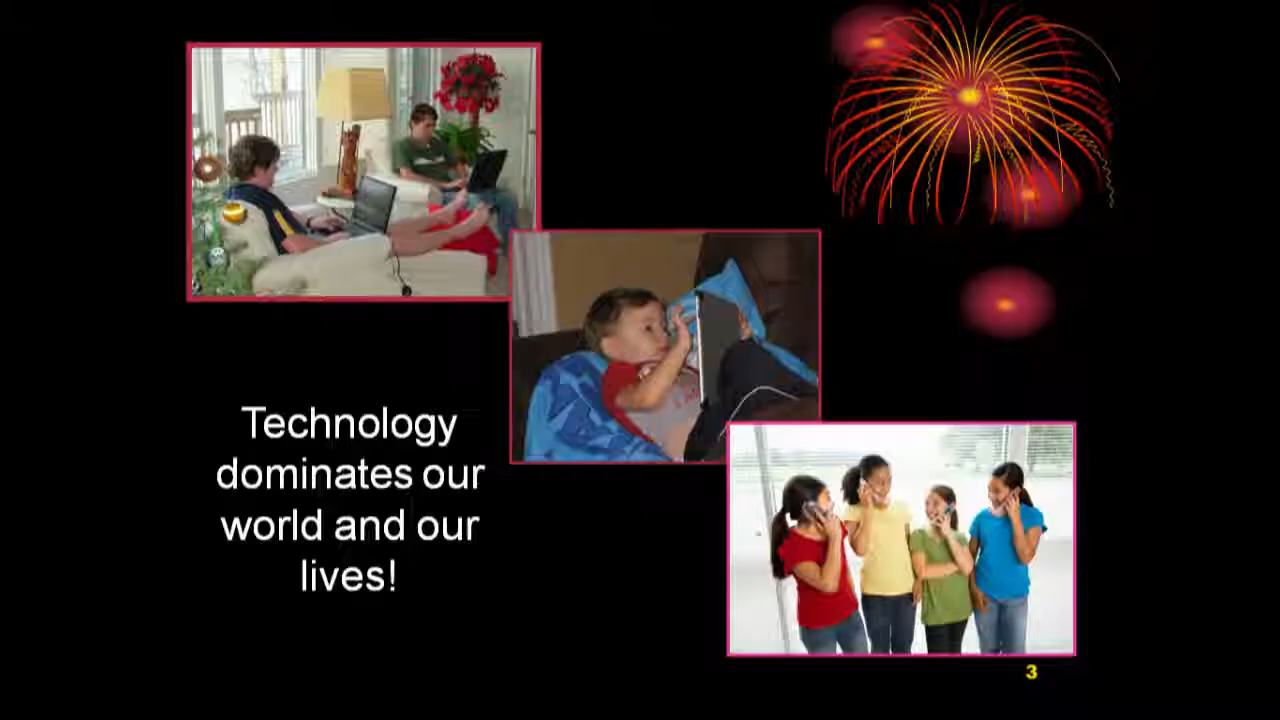 Technology
dominates our
world and our
lives!
3